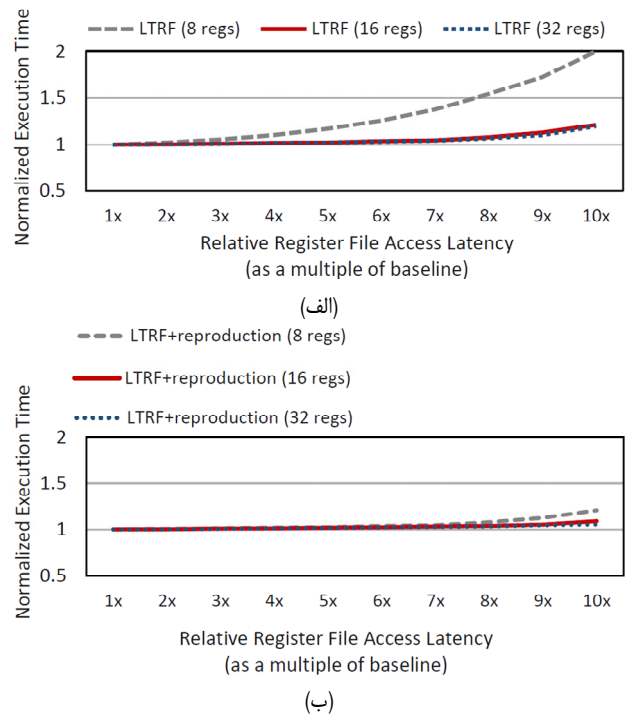 LTRF (8 regs) LTRF (16 regs) LTRF (32 regs)
Normalized Execution Time
2
1.5
1
0.5
1x 2x 3x 4x 5x 6x 7x 8x 9x 10x
Relative Register File Access Latency
(as a multiple of baseline)
(الف)
LTRF+reproduction (8 regs)
LTRF+reproduction (16 regs)
LTRF+reproduction (32 regs)
Normalized Execution Time
2
1.5
1
0.5
1x 2x 3x 4x 5x 6x 7x 8x 9x 10x
Relative Register File Access Latency
(as a multiple of baseline)
(ب)